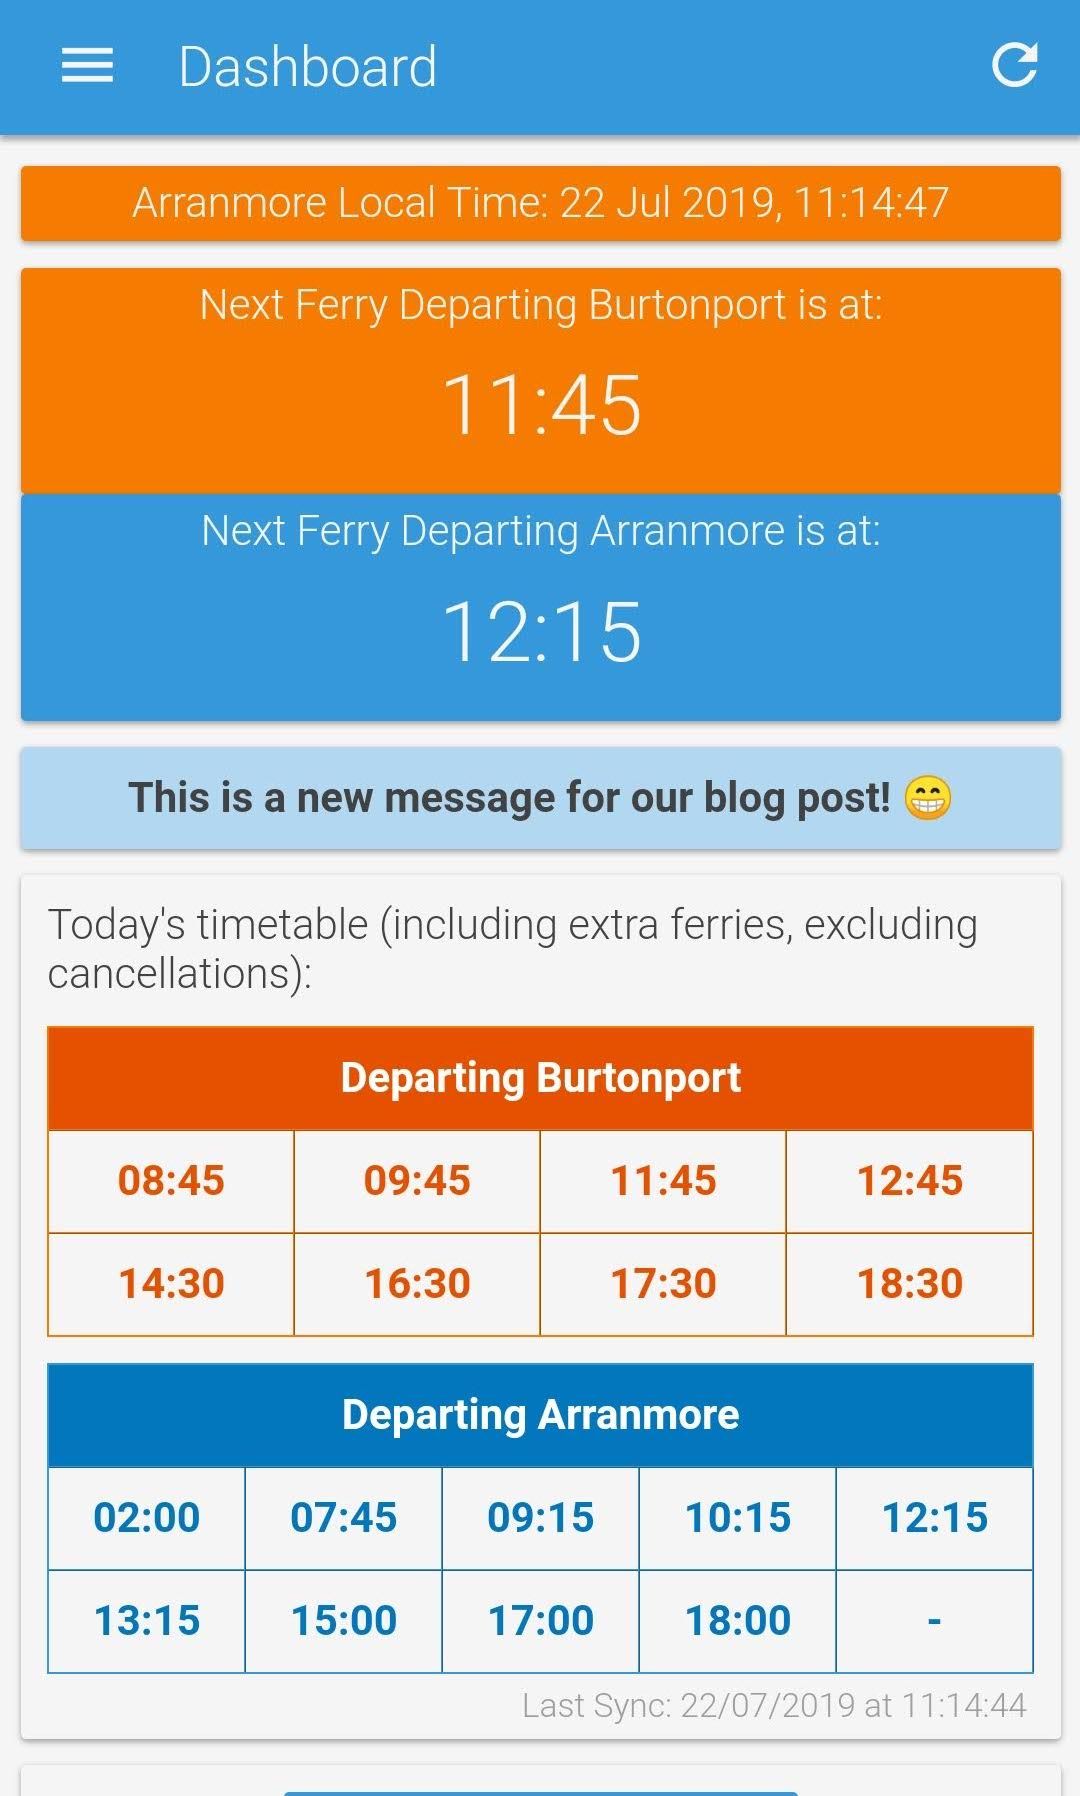 Dashboard
Arranmore Local Time: 22 Jul 2019, 11:14:47
Next Ferry Departing Burtonport is at:
11:45
Next Ferry Departing Arranmore is at:
12:15
This is a new message for our blog post! 😁
Today's timetable (including extra ferries, excluding
cancellations):
Departing Burtonport
08:45 09:45 11:45 12:45
14:30 16:30 17:30 18:30
Departing Arranmore
02:00 07:45 09:15 10:15 12:15
13:15 15:00 17:00 18:00 -
Last Sync: 22/07/2019 at 11:14:44